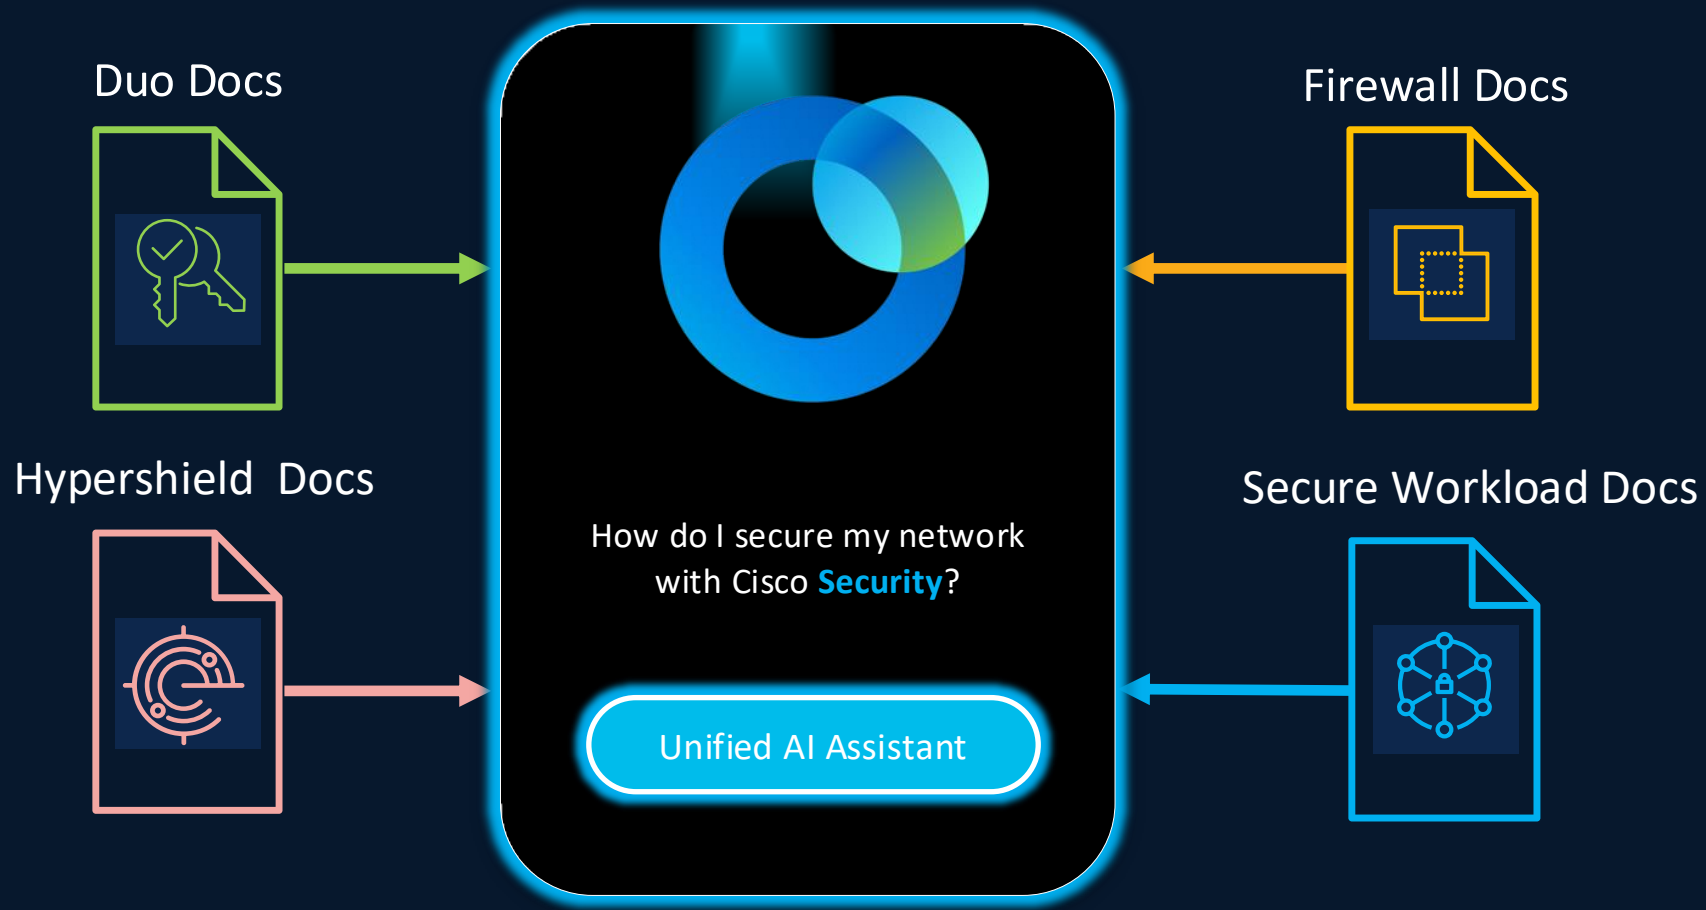 Duo Docs
Firewall Docs
Hypershield Docs
Secure Workload Docs
How do I secure my network
with Cisco Security?
Unified AI Assistant